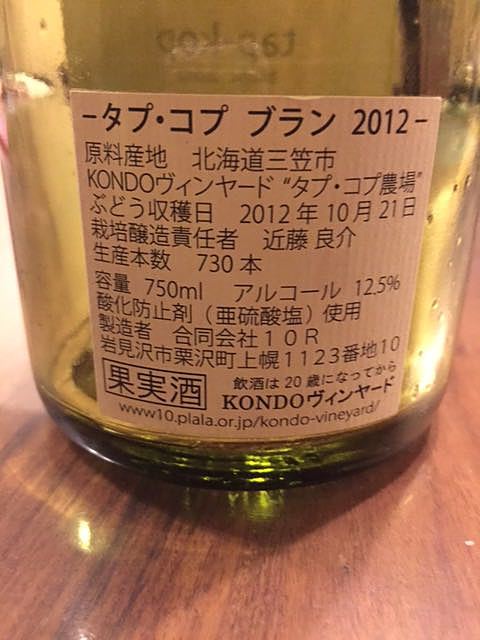 tap-kop
−タプ・コプ ブラン 2012−
原料産地 北海道三笠市
KONDOヴィンヤード “タプ・コプ農場”
ぶどう収穫日 2012年10月21日
栽培醸造責任者 近藤 良介
生産本数 730本
容量 750ml アルコール 12.5%
酸化防止剤（亜硫酸塩）使用
製造者 合同会社10R
岩見沢市栗沢町上幌1123番地10
果実酒 飲酒は20歳になってから
KONDOヴィンヤード
www10.plala.or.jp/kondo-vineyard/